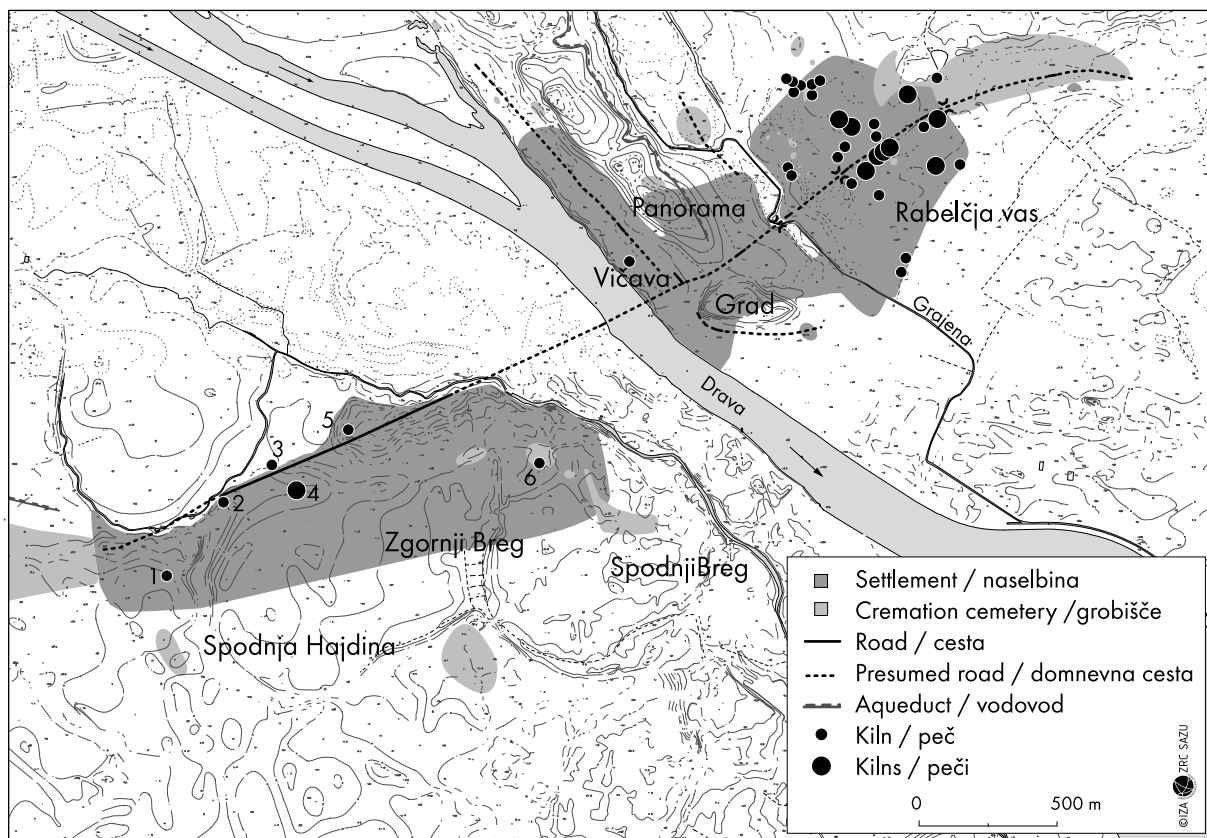 Panorama
Rabelčja vas
Vičava
Grad
Grajena
Drava
5
3
6
4
2
Zgornji Breg
SpodnjiBreg
1
Spodnja Hajdina
Settlement / naselbina
Cremation cemetery /grobišče
Road / cesta
Presumed road / domnevna cesta
Aqueduct / vodovod
Kiln / peč
Kilns / peči
0 500 m
©IZA ZRC SAZU